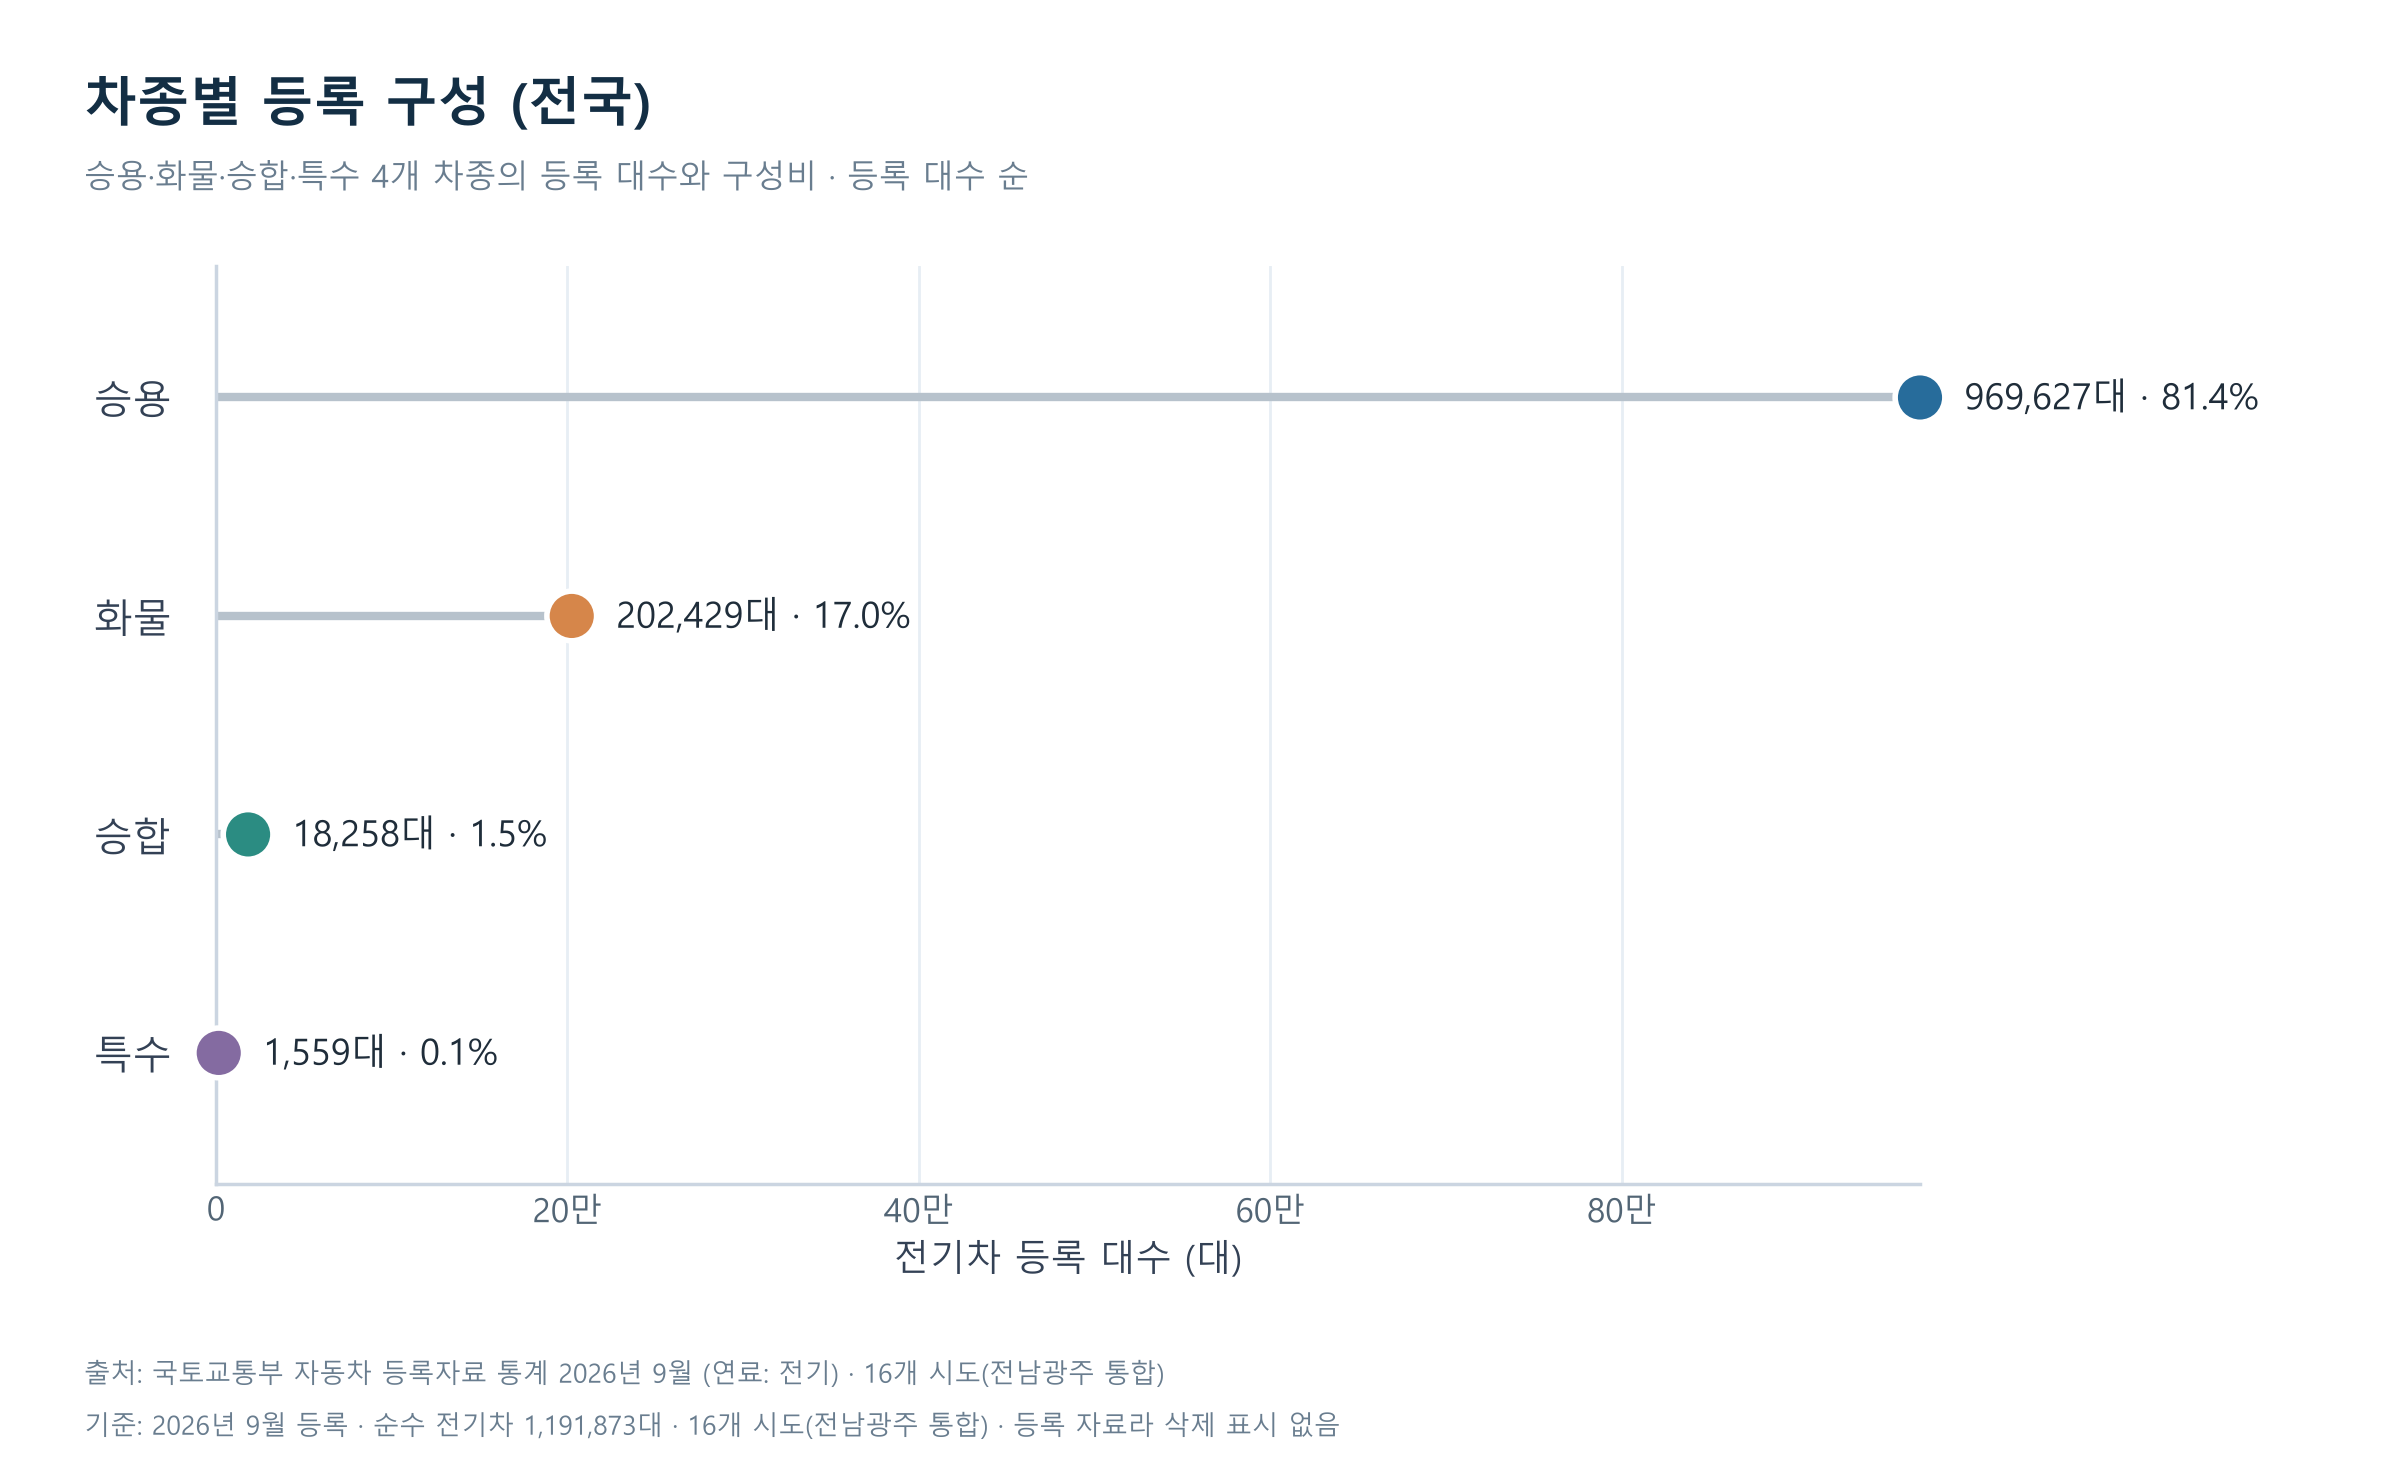 차종별 등록 구성 (전국)
승용·화물·승합·특수 4개 차종의 등록 대수와 구성비 · 등록 대수 순
승용
969,627대 · 81.4%
화물
202,429대 · 17.0%
승합
18,258대 · 1.5%
특수
1,559대 · 0.1%
0 20만 40만 60만 80만
전기차 등록 대수 (대)
출처: 국토교통부 자동차 등록자료 통계 2026년 9월 (연료: 전기) · 16개 시도(전남광주 통합)
기준: 2026년 9월 등록 · 순수 전기차 1,191,873대 · 16개 시도(전남광주 통합) · 등록 자료라 삭제 표시 없음